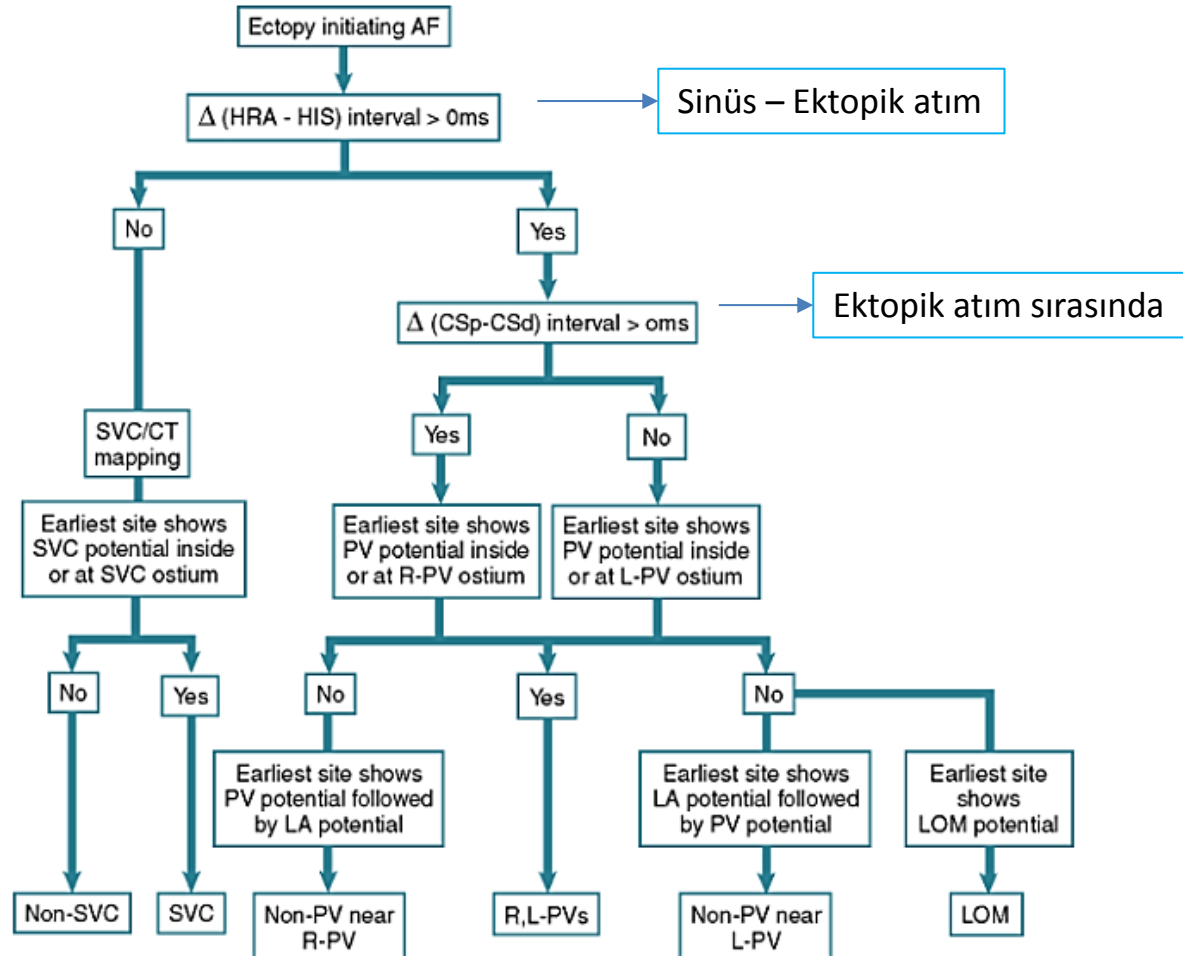 Ectopy initiating AF
Δ (HRA - HIS) interval > 0ms
Sinüs – Ektopik atım
No
Yes
Δ (CSp-CSd) interval > oms
Ektopik atım sırasında
SVC/CT
mapping
Yes
No
Earliest site shows
SVC potential inside
or at SVC ostium
Earliest site shows
PV potential inside
or at R-PV ostium
Earliest site shows
PV potential inside
or at L-PV ostium
No
Yes
No
Yes
No
Earliest site shows
PV potential followed
by LA potential
Earliest site shows
LA potential followed
by PV potential
Earliest site
shows
LOM potential
Non-SVC
SVC
Non-PV near
R-PV
R,L-PVs
Non-PV near
L-PV
LOM